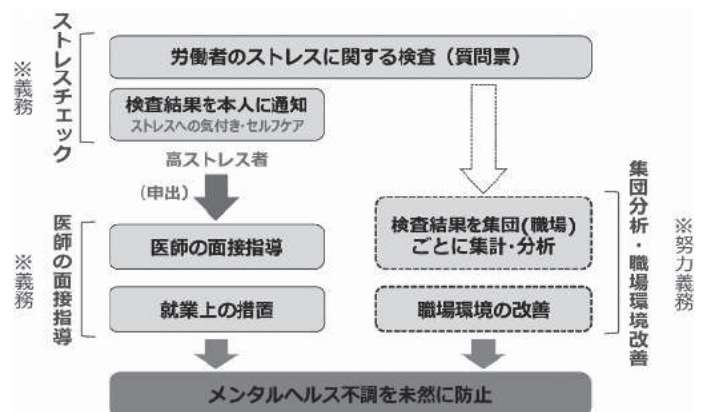 ストレスチェック
※義務
労働者のストレスに関する検査（質問票）
検査結果を本人に通知
ストレスへの気付き・セルフケア
高ストレス者
（申出）
医師の面接指導
※義務
医師の面接指導
就業上の措置
検査結果を集団(職場)
ごとに集計・分析
職場環境の改善
集団分析・職場環境改善
※努力義務
メンタルヘルス不調を未然に防止